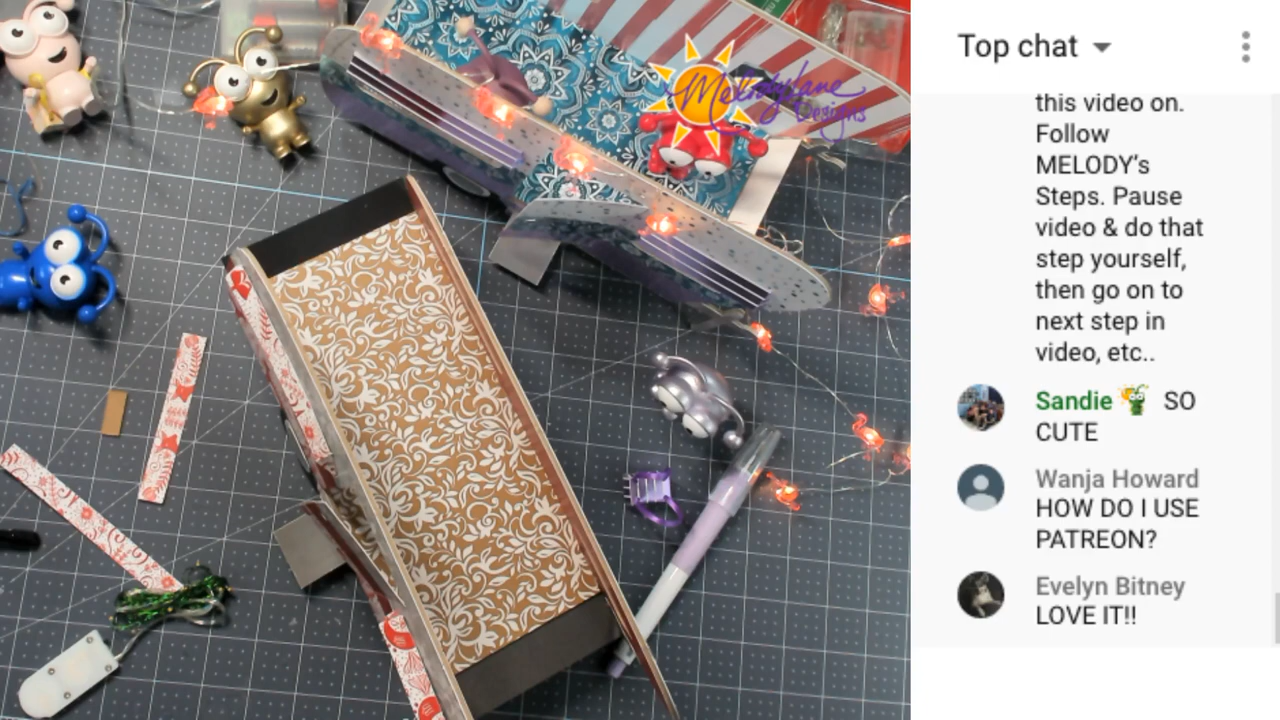 MelodyLane
Designs
Top chat
this video on.
Follow
MELODY's
Steps. Pause
video & do that
step yourself,
then go on to
next step in
video, etc..
Sandie SO
CUTE
Wanja Howard
HOW DO I USE
PATREON?
Evelyn Bitney
LOVE IT!!